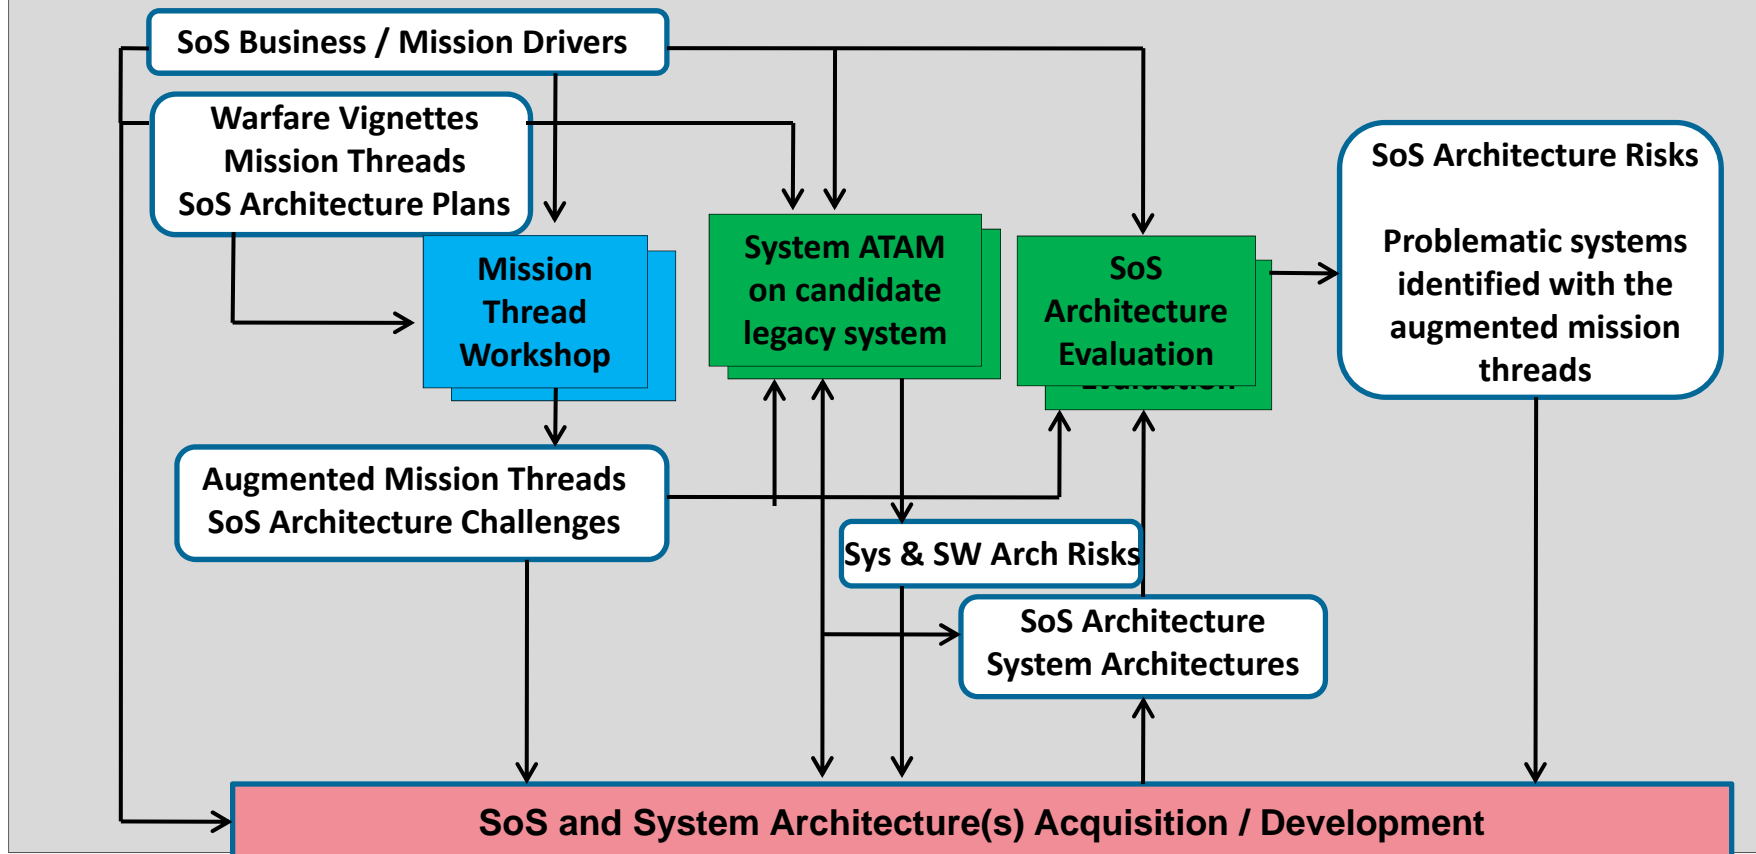 SoS Business / Mission Drivers
Warfare Vignettes
Mission Threads
SoS Architecture Plans
Mission
Thread
Workshop
System ATAM
on candidate
legacy system
SoS
Architecture
Evaluation
Evaluation
SoS Architecture Risks
Problematic systems
identified with the
augmented mission
threads
Augmented Mission Threads
SoS Architecture Challenges
Sys & SW Arch Risks
SoS Architecture
System Architectures
SoS and System Architecture(s) Acquisition / Development